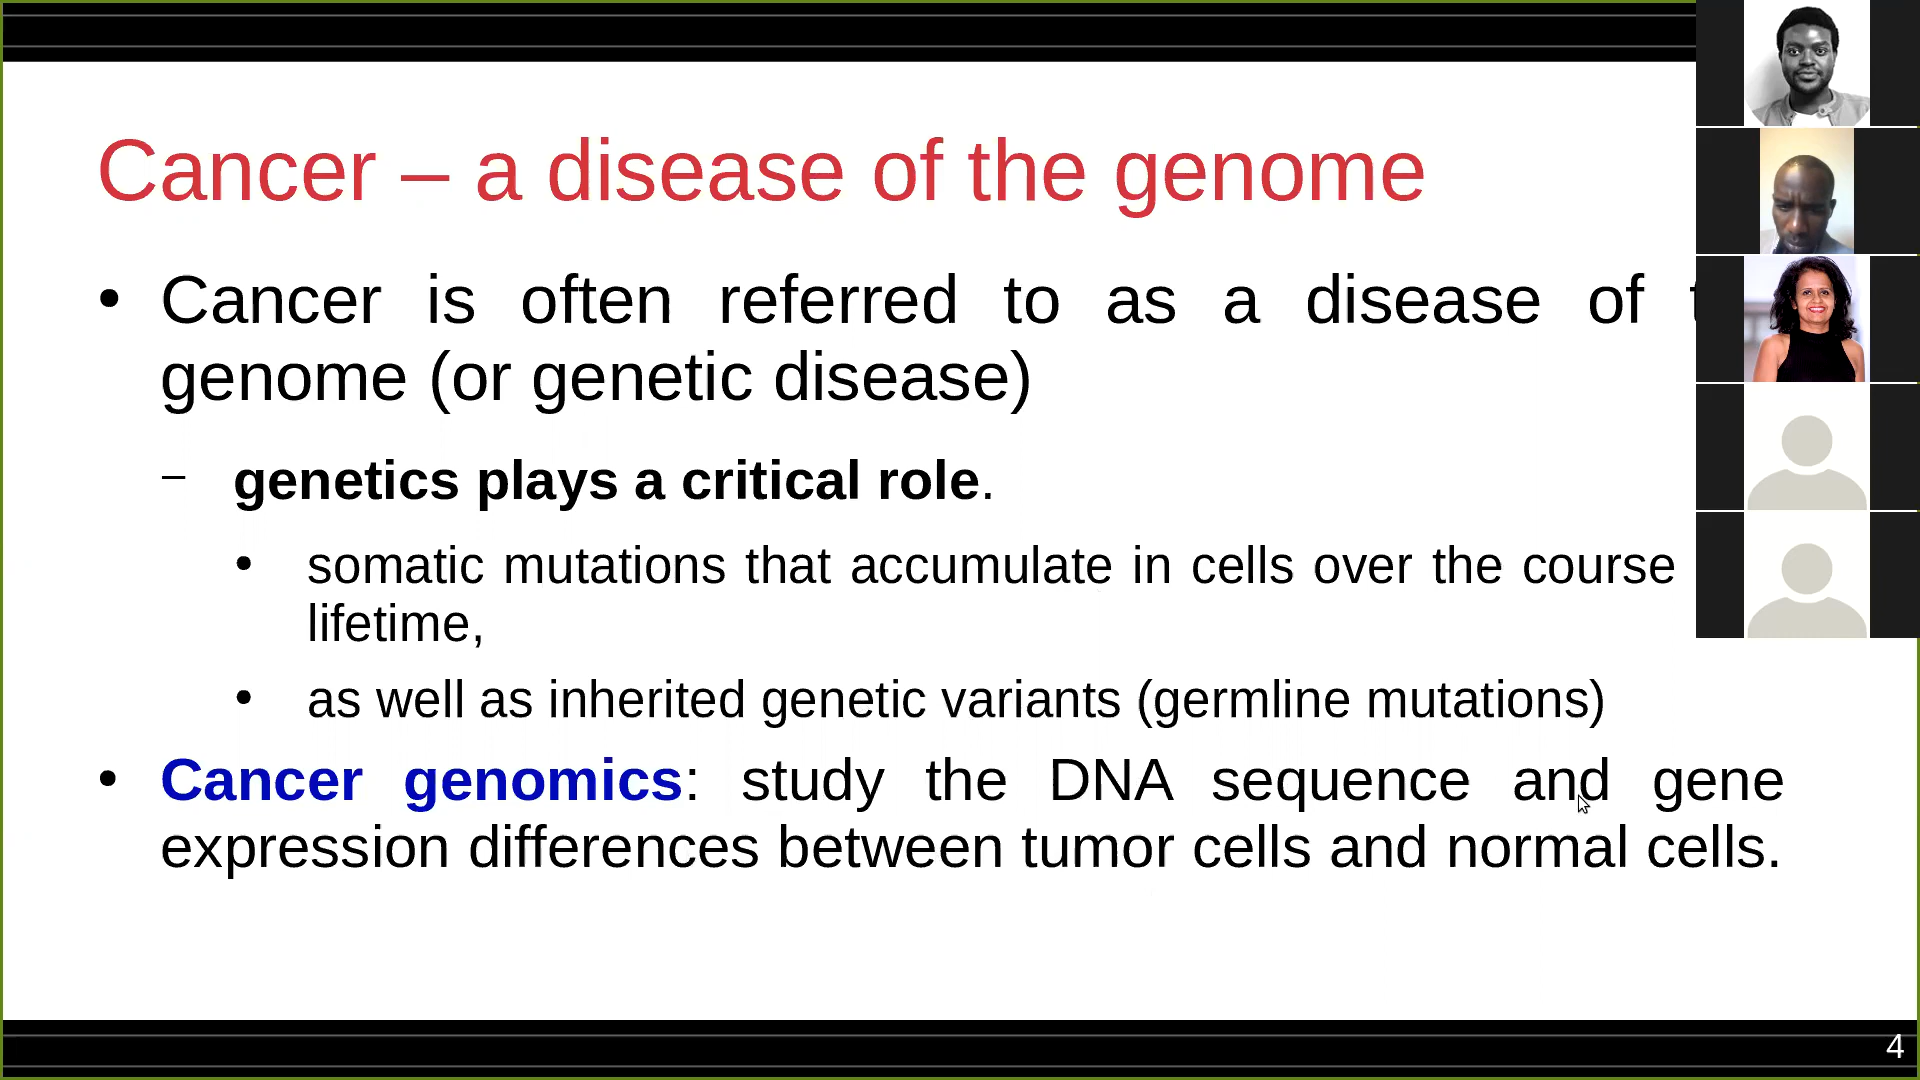 Cancer – a disease of the genome
• Cancer is often referred to as a disease of
genome (or genetic disease)
– genetics plays a critical role.
• somatic mutations that accumulate in cells over the course
lifetime,
• as well as inherited genetic variants (germline mutations)
• Cancer genomics: study the DNA sequence and gene
expression differences between tumor cells and normal cells.
4